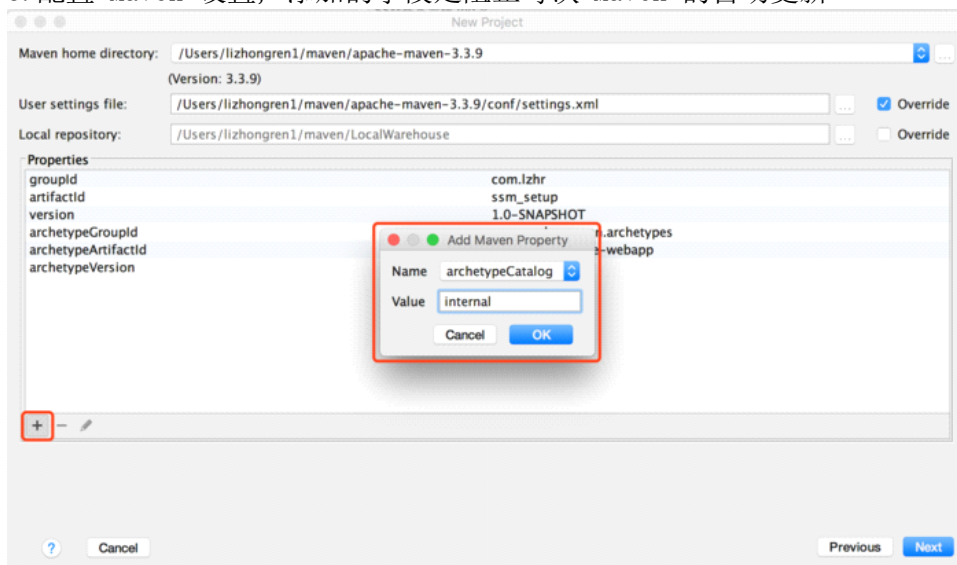 New Project
Maven home directory: /Users/lizhongren1/maven/apache-maven-3.3.9
(Version: 3.3.9)
User settings file: /Users/lizhongren1/maven/apache-maven-3.3.9/conf/settings.xml ... Override
Local repository: /Users/lizhongren1/maven/LocalWarehouse ... Override
Properties
groupId com.lzhr
artifactId ssm_setup
version 1.0-SNAPSHOT
archetypeGroupId n.archetypes
archetypeArtifactId e-webapp
archetypeVersion
Add Maven Property
Name archetypeCatalog
Value internal
Cancel OK
+ −
? Cancel Previous Next